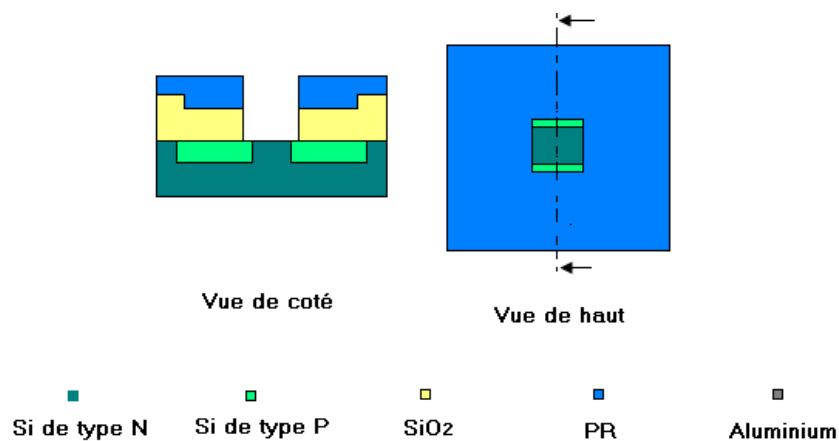 Vue de coté
Vue de haut
Si de type N
Si de type P
SiO2
PR
Aluminium